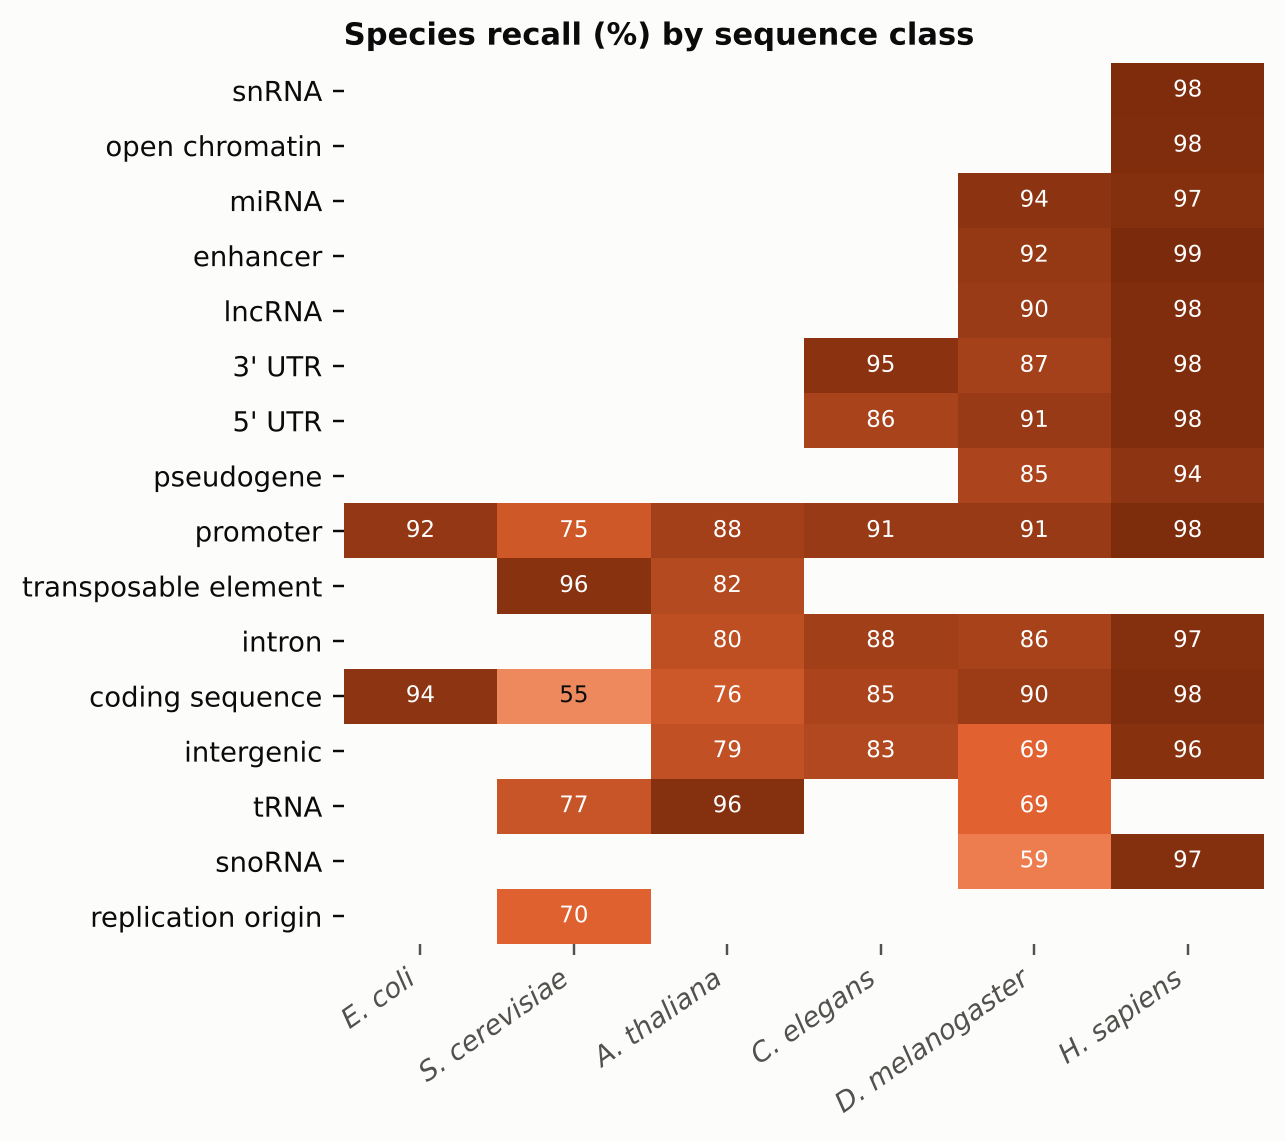 Species recall (%) by sequence class
snRNA 98
open chromatin 98
miRNA 94 97
enhancer 92 99
lncRNA 90 98
3' UTR 95 87 98
5' UTR 86 91 98
pseudogene 85 94
promoter 92 75 88 91 91 98
transposable element 96 82
intron 80 88 86 97
coding sequence 94 55 76 85 90 98
intergenic 79 83 69 96
tRNA 77 96 69
snoRNA 59 97
replication origin 70
E. coli S. cerevisiae A. thaliana C. elegans D. melanogaster H. sapiens